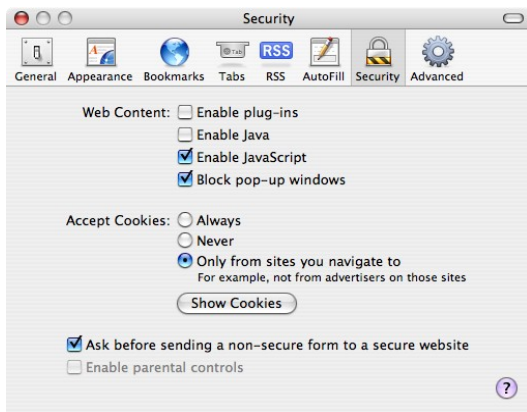 Security
Tab
RSS
General Appearance Bookmarks Tabs RSS AutoFill Security Advanced
Web Content: Enable plug-ins
Enable Java
Enable JavaScript
Block pop-up windows
Accept Cookies: Always
Never
Only from sites you navigate to
For example, not from advertisers on those sites
Show Cookies
Ask before sending a non-secure form to a secure website
Enable parental controls
?